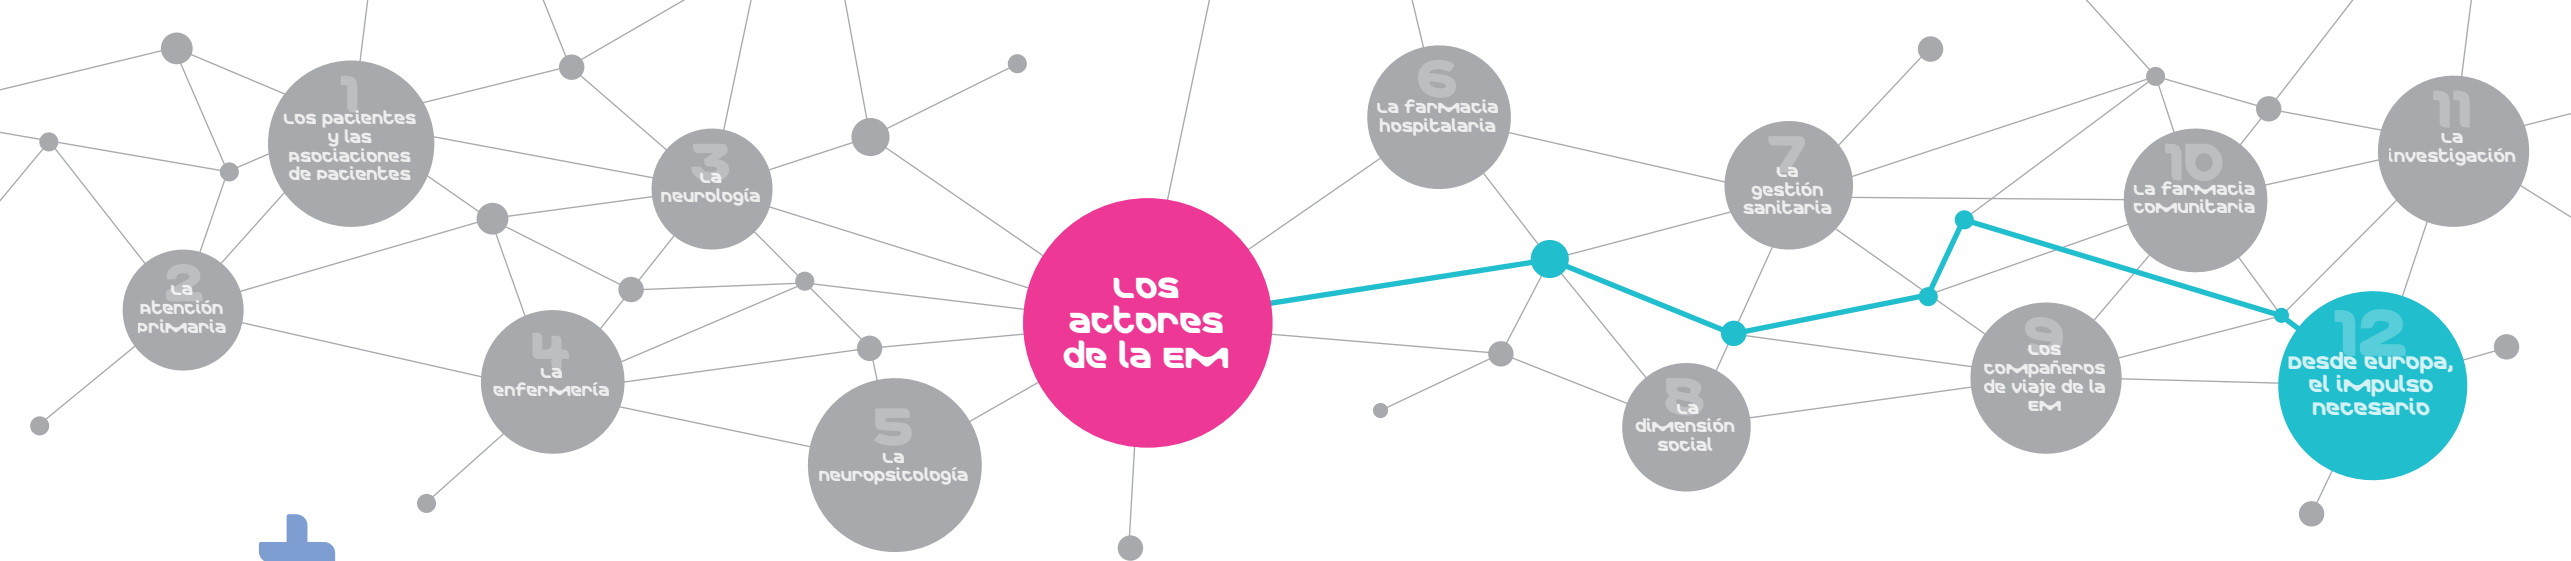 1
Los pacientes
y las
Asociaciones
de pacientes
2
La
Atención
primaria
3
La
neurología
4
La
enfermería
5
La
neuropsicología
Los
actores
de la EM
6
La farmacia
hospitalaria
7
La
gestión
sanitaria
8
La
dimensión
social
9
Los
compañeros
de viaje de la
EM
10
La farmacia
comunitaria
11
La
investigación
12
Desde europa,
el impulso
necesario